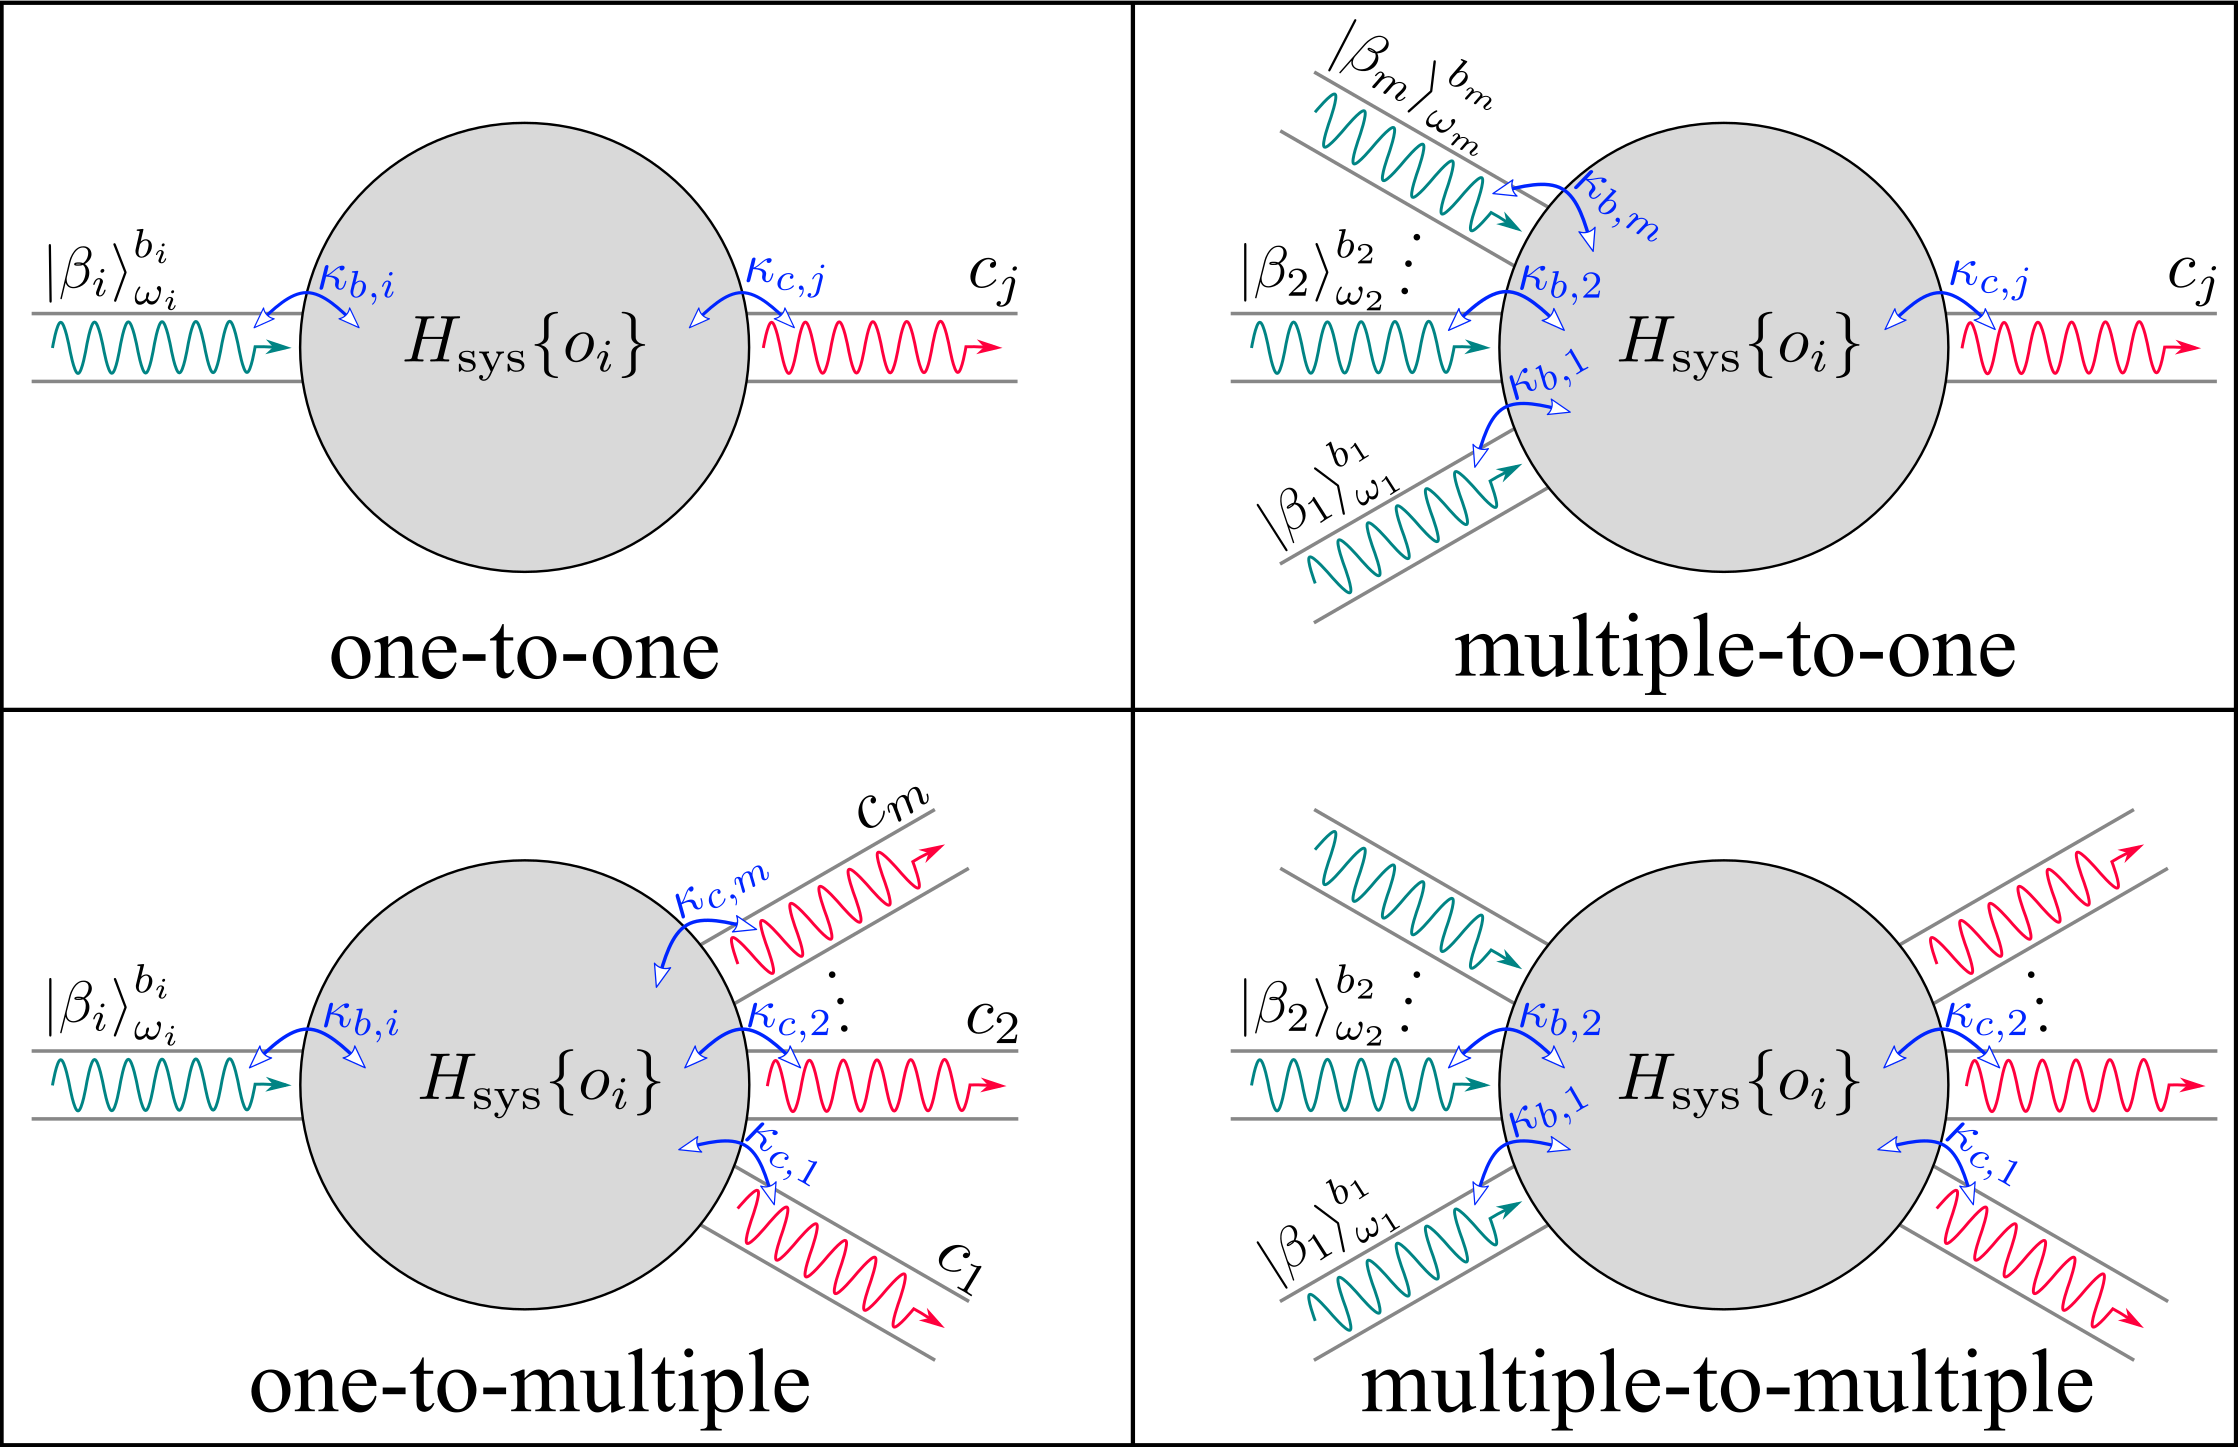 |β_i⟩^{b_i}_{ω_i}
κ_{b,i}
H_sys{o_i}
κ_{c,j}
c_j
one-to-one
|β_m⟩^{b_m}_{ω_m}
κ_{b,m}
|β_2⟩^{b_2}_{ω_2}
κ_{b,2}
κ_{b,1}
|β_1⟩^{b_1}_{ω_1}
H_sys{o_i}
κ_{c,j}
c_j
multiple-to-one
|β_i⟩^{b_i}_{ω_i}
κ_{b,i}
H_sys{o_i}
κ_{c,m}
c_m
κ_{c,2}
c_2
κ_{c,1}
c_1
one-to-multiple
|β_2⟩^{b_2}_{ω_2}
κ_{b,2}
κ_{b,1}
|β_1⟩^{b_1}_{ω_1}
H_sys{o_i}
κ_{c,2}
κ_{c,1}
multiple-to-multiple